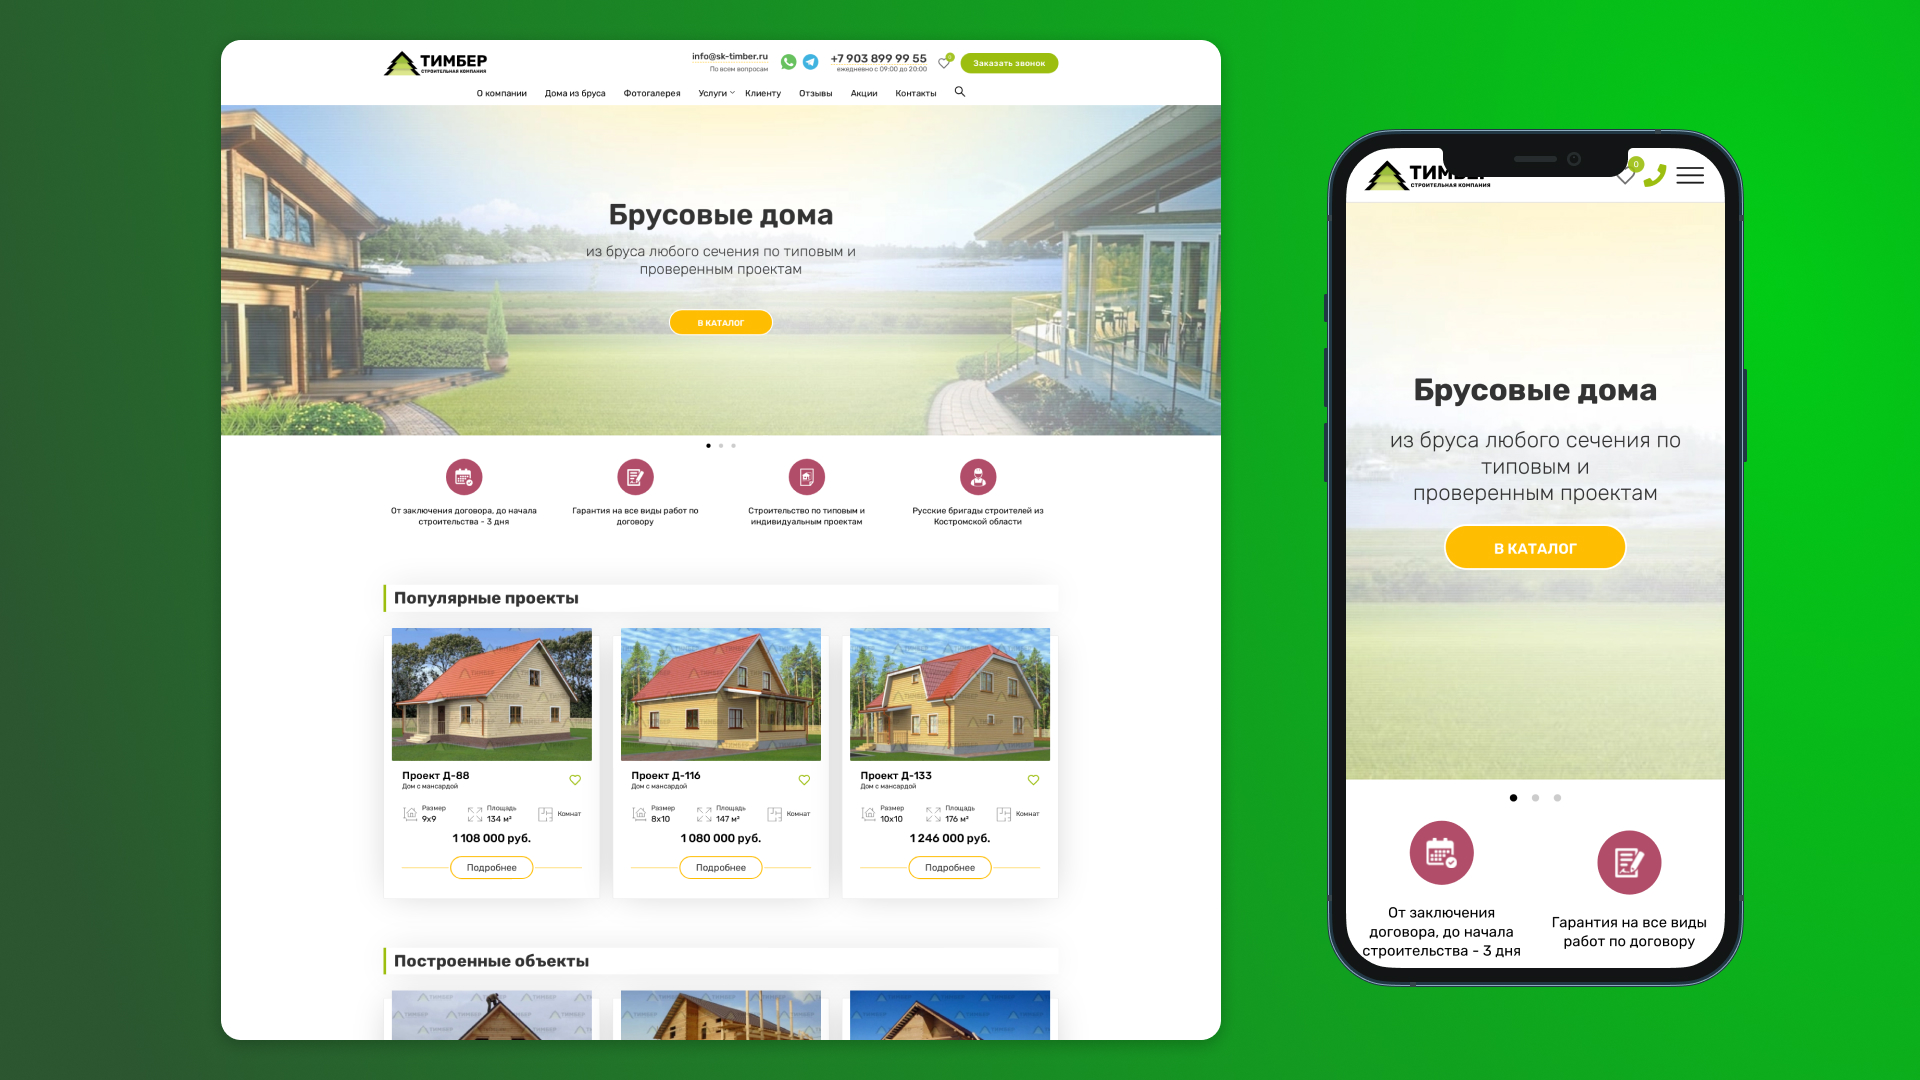 ТИМБЕР
СТРОИТЕЛЬНАЯ КОМПАНИЯ
info@sk-timber.ru
По всем вопросам
+7 903 899 99 55
ежедневно с 09:00 до 20:00
0
Заказать звонок
О компании Дома из бруса Фотогалерея Услуги Клиенту Отзывы Акции Контакты
Брусовые дома
из бруса любого сечения по типовым и
проверенным проектам
В КАТАЛОГ
От заключения договора, до начала
строительства - 3 дня
Гарантия на все виды работ по
договору
Строительство по типовым и
индивидуальным проектам
Русские бригады строителей из
Костромской области
Популярные проекты
Проект Д-88
Дом с мансардой
Размер
9х9
Площадь
134 м²
Комнат
1 108 000 руб.
Подробнее
Проект Д-116
Дом с мансардой
Размер
8х10
Площадь
147 м²
Комнат
1 080 000 руб.
Подробнее
Проект Д-133
Дом с мансардой
Размер
10х10
Площадь
176 м²
Комнат
1 246 000 руб.
Подробнее
Построенные объекты
ТИМБЕР
СТРОИТЕЛЬНАЯ КОМПАНИЯ
0
Брусовые дома
из бруса любого сечения по
типовым и
проверенным проектам
В КАТАЛОГ
От заключения
договора, до начала
строительства - 3 дня
Гарантия на все виды
работ по договору